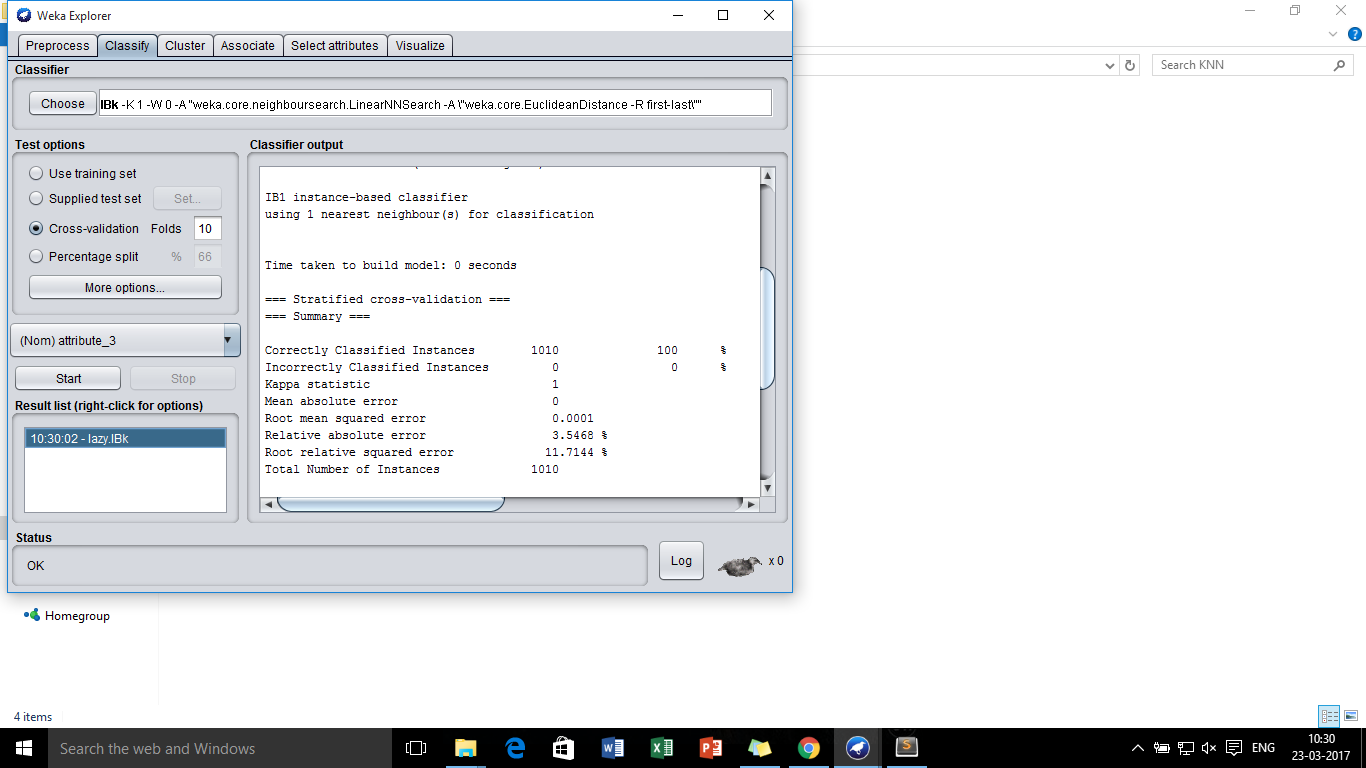 Weka Explorer
Preprocess Classify Cluster Associate Select attributes Visualize
Classifier
Choose IBk -K 1 -W 0 -A "weka.core.neighboursearch.LinearNNSearch -A \"weka.core.EuclideanDistance -R first-last\""
Search KNN
Test options
Use training set
Supplied test set Set...
Cross-validation Folds 10
Percentage split % 66
More options...
(Nom) attribute_3
Start Stop
Result list (right-click for options)
10:30:02 - lazy.IBk
Classifier output
IB1 instance-based classifier
using 1 nearest neighbour(s) for classification
Time taken to build model: 0 seconds
=== Stratified cross-validation ===
=== Summary ===
Correctly Classified Instances 1010 100 %
Incorrectly Classified Instances 0 0 %
Kappa statistic 1
Mean absolute error 0
Root mean squared error 0.0001
Relative absolute error 3.5468 %
Root relative squared error 11.7144 %
Total Number of Instances 1010
Status
OK
Log x 0
Homegroup
4 items
Search the web and Windows
ENG
10:30
23-03-2017